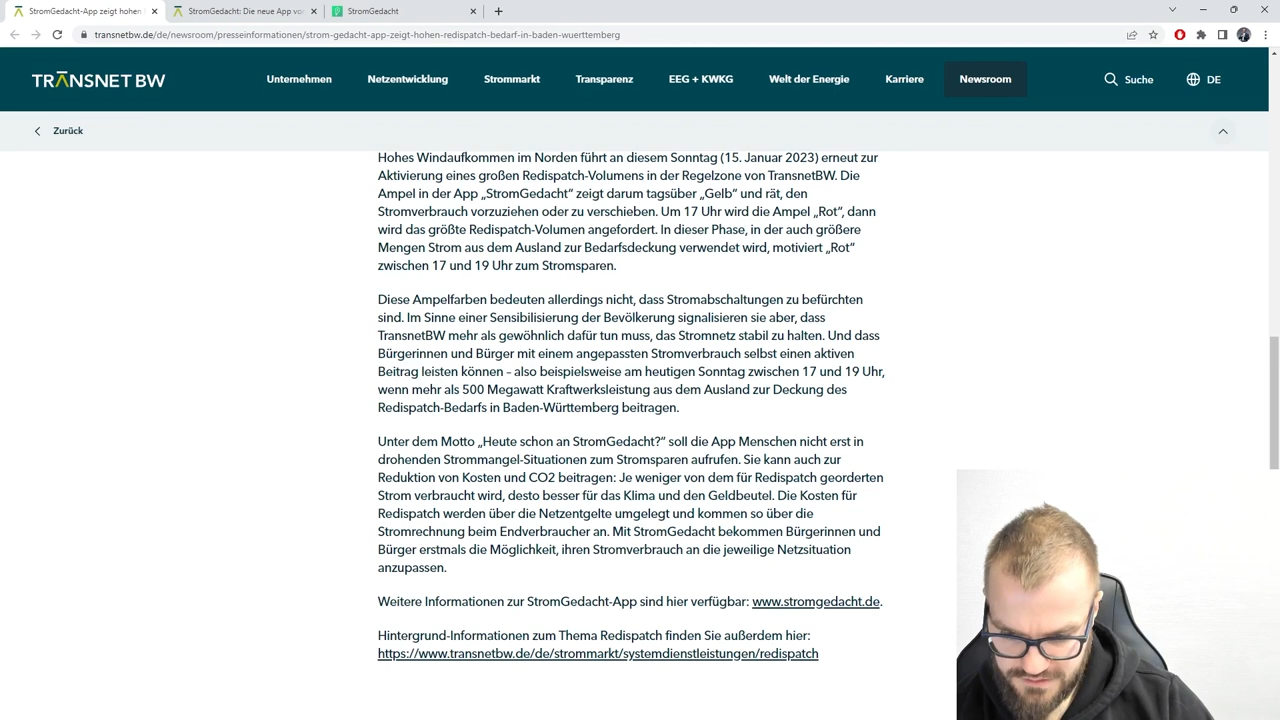 StromGedacht-App zeigt hohen
StromGedacht: Die neue App vo
StromGedacht
transnetbw.de/de/newsroom/presseinformationen/strom-gedacht-app-zeigt-hohen-redispatch-bedarf-in-baden-wuerttemberg
TRANSNET BW
Unternehmen
Netzentwicklung
Strommarkt
Transparenz
EEG + KWKG
Welt der Energie
Karriere
Newsroom
Suche
DE
Zurück
Hohes Windaufkommen im Norden führt an diesem Sonntag (15. Januar 2023) erneut zur
Aktivierung eines großen Redispatch-Volumens in der Regelzone von TransnetBW. Die
Ampel in der App „StromGedacht“ zeigt darum tagsüber „Gelb“ und rät, den
Stromverbrauch vorzuziehen oder zu verschieben. Um 17 Uhr wird die Ampel „Rot“, dann
wird das größte Redispatch-Volumen angefordert. In dieser Phase, in der auch größere
Mengen Strom aus dem Ausland zur Bedarfsdeckung verwendet wird, motiviert „Rot“
zwischen 17 und 19 Uhr zum Stromsparen.
Diese Ampelfarben bedeuten allerdings nicht, dass Stromabschaltungen zu befürchten
sind. Im Sinne einer Sensibilisierung der Bevölkerung signalisieren sie aber, dass
TransnetBW mehr als gewöhnlich dafür tun muss, das Stromnetz stabil zu halten. Und dass
Bürgerinnen und Bürger mit einem angepassten Stromverbrauch selbst einen aktiven
Beitrag leisten können – also beispielsweise am heutigen Sonntag zwischen 17 und 19 Uhr,
wenn mehr als 500 Megawatt Kraftwerksleistung aus dem Ausland zur Deckung des
Redispatch-Bedarfs in Baden-Württemberg beitragen.
Unter dem Motto „Heute schon an StromGedacht?“ soll die App Menschen nicht erst in
drohenden Strommangel-Situationen zum Stromsparen aufrufen. Sie kann auch zur
Reduktion von Kosten und CO2 beitragen: Je weniger von dem für Redispatch georderten
Strom verbraucht wird, desto besser für das Klima und den Geldbeutel. Die Kosten für
Redispatch werden über die Netzentgelte umgelegt und kommen so über die
Stromrechnung beim Endverbraucher an. Mit StromGedacht bekommen Bürgerinnen und
Bürger erstmals die Möglichkeit, ihren Stromverbrauch an die jeweilige Netzsituation
anzupassen.
Weitere Informationen zur StromGedacht-App sind hier verfügbar: www.stromgedacht.de.
Hintergrund-Informationen zum Thema Redispatch finden Sie außerdem hier:
https://www.transnetbw.de/de/strommarkt/systemdienstleistungen/redispatch